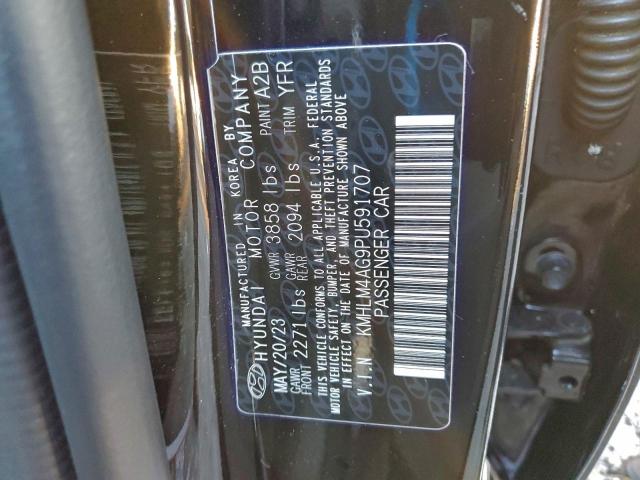 MANUFACTURED IN KOREA BY
HYUNDAI MOTOR COMPANY
MAY/20/23 GVWR 3858 lbs PAINT A2B
GAWR FRONT 2271 lbs GAWR REAR 2094 lbs TRIM YFR
THIS VEHICLE CONFORMS TO ALL APPLICABLE U.S.A. FEDERAL
MOTOR VEHICLE SAFETY, BUMPER, AND THEFT PREVENTION STANDARDS
IN EFFECT ON THE DATE OF MANUFACTURE SHOWN ABOVE
V.I.N KMHLM4AG9PU591707
PASSENGER CAR